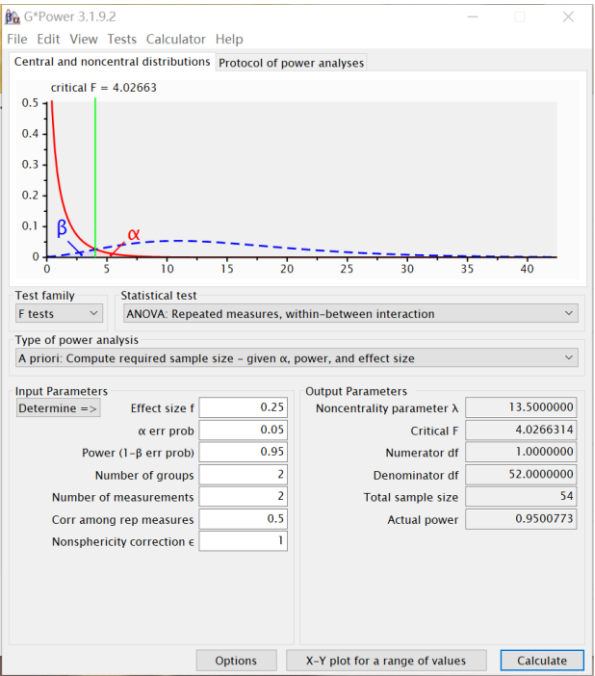 βα G*Power 3.1.9.2
File Edit View Tests Calculator Help
Central and noncentral distributions Protocol of power analyses
critical F = 4.02663
0.5
0.4
0.3
0.2
0.1
0
β
α
0 5 10 15 20 25 30 35 40
Test family Statistical test
F tests ANOVA: Repeated measures, within-between interaction
Type of power analysis
A priori: Compute required sample size - given α, power, and effect size
Input Parameters Output Parameters
Determine => Effect size f 0.25 Noncentrality parameter λ 13.5000000
α err prob 0.05 Critical F 4.0266314
Power (1-β err prob) 0.95 Numerator df 1.0000000
Number of groups 2 Denominator df 52.0000000
Number of measurements 2 Total sample size 54
Corr among rep measures 0.5 Actual power 0.9500773
Nonsphericity correction ϵ 1
Options X-Y plot for a range of values Calculate